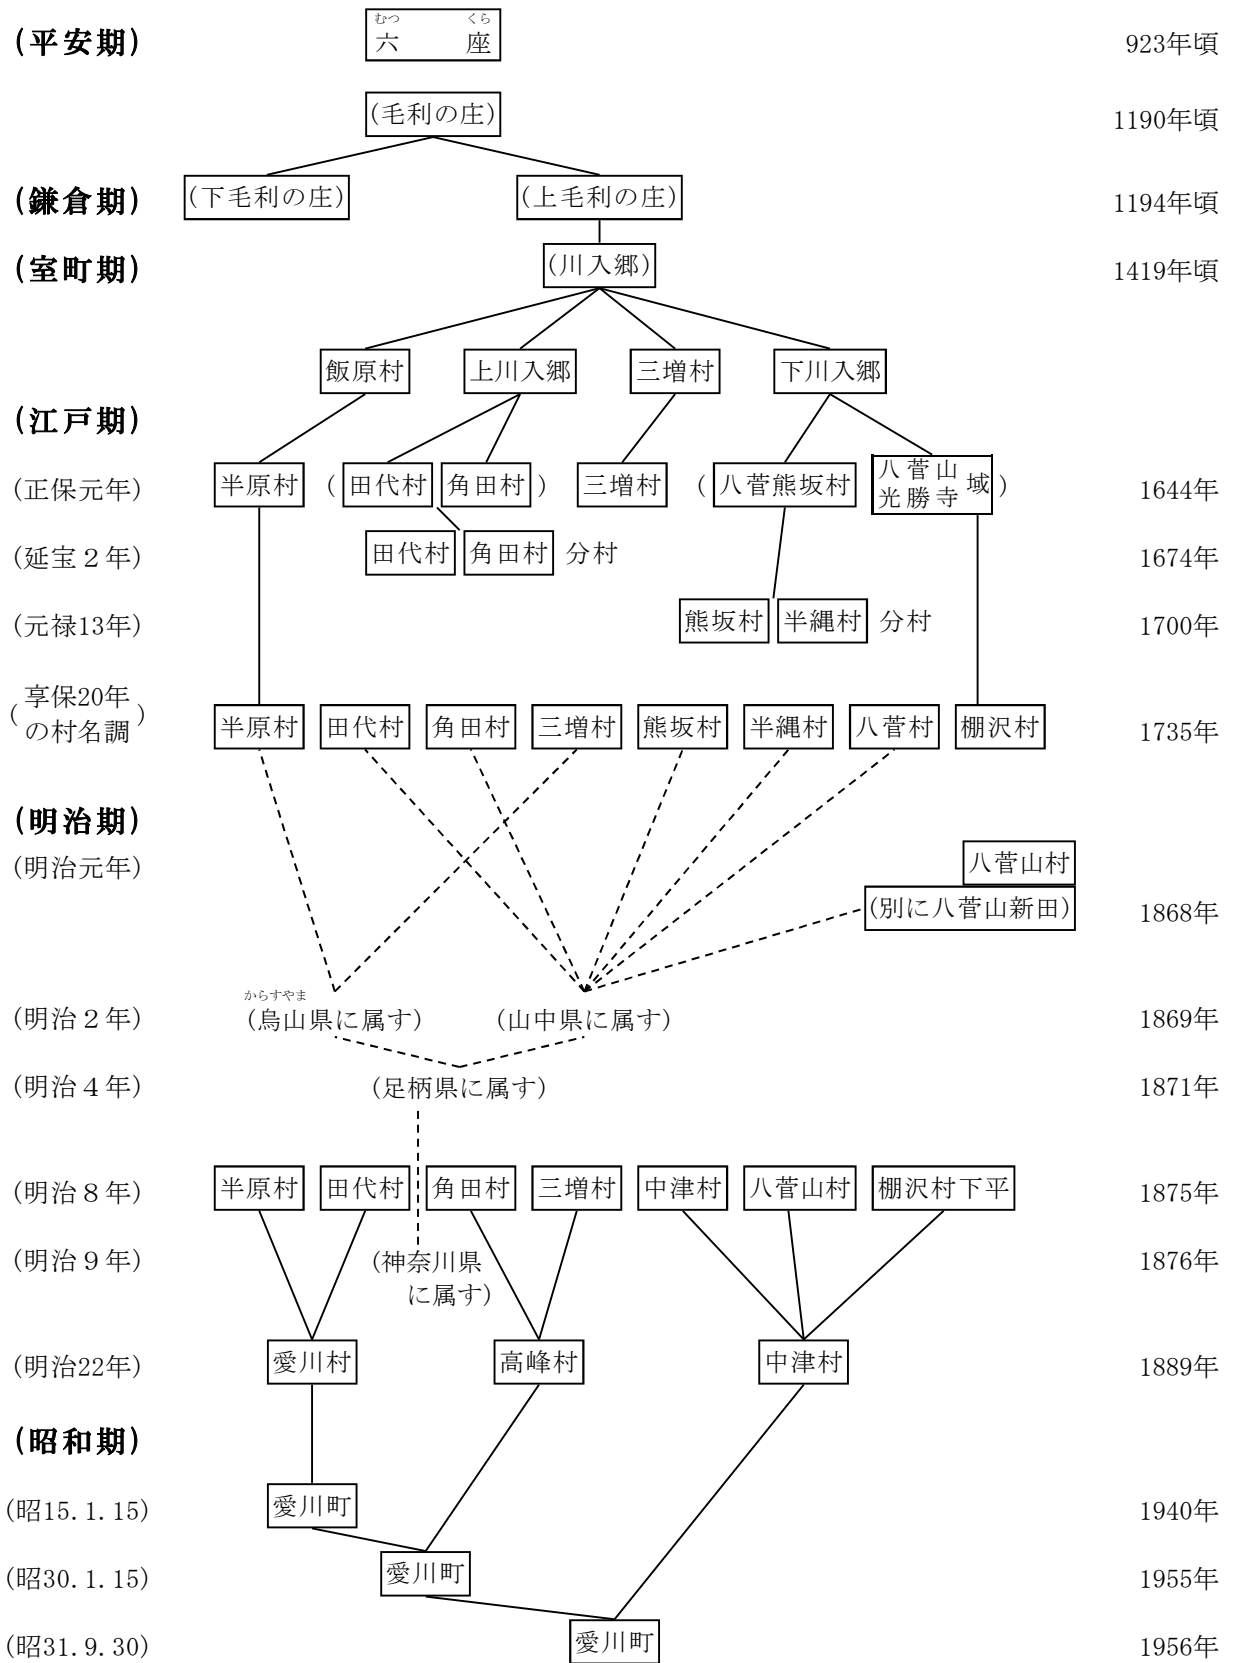 むつ くら
(平安期) 六 座 923年頃
(毛利の庄) 1190年頃
(鎌倉期) (下毛利の庄) (上毛利の庄) 1194年頃
(室町期) (川入郷) 1419年頃
飯原村 上川入郷 三増村 下川入郷
(江戸期)
(正保元年) 半原村 (田代村 角田村) 三増村 (八菅熊坂村 八菅山光勝寺域) 1644年
(延宝2年) 田代村 角田村 分村 1674年
(元禄13年) 熊坂村 半縄村 分村 1700年
(享保20年
の村名調) 半原村 田代村 角田村 三増村 熊坂村 半縄村 八菅村 棚沢村 1735年
(明治期)
(明治元年) 八菅山村
(別に八菅山新田) 1868年
からすやま
(明治2年) (烏山県に属す) (山中県に属す) 1869年
(明治4年) (足柄県に属す) 1871年
(明治8年) 半原村 田代村 角田村 三増村 中津村 八菅山村 棚沢村下平 1875年
(明治9年) (神奈川県 1876年
に属す)
(明治22年) 愛川村 高峰村 中津村 1889年
(昭和期)
(昭15.1.15) 愛川町 1940年
(昭30.1.15) 愛川町 1955年
(昭31.9.30) 愛川町 1956年